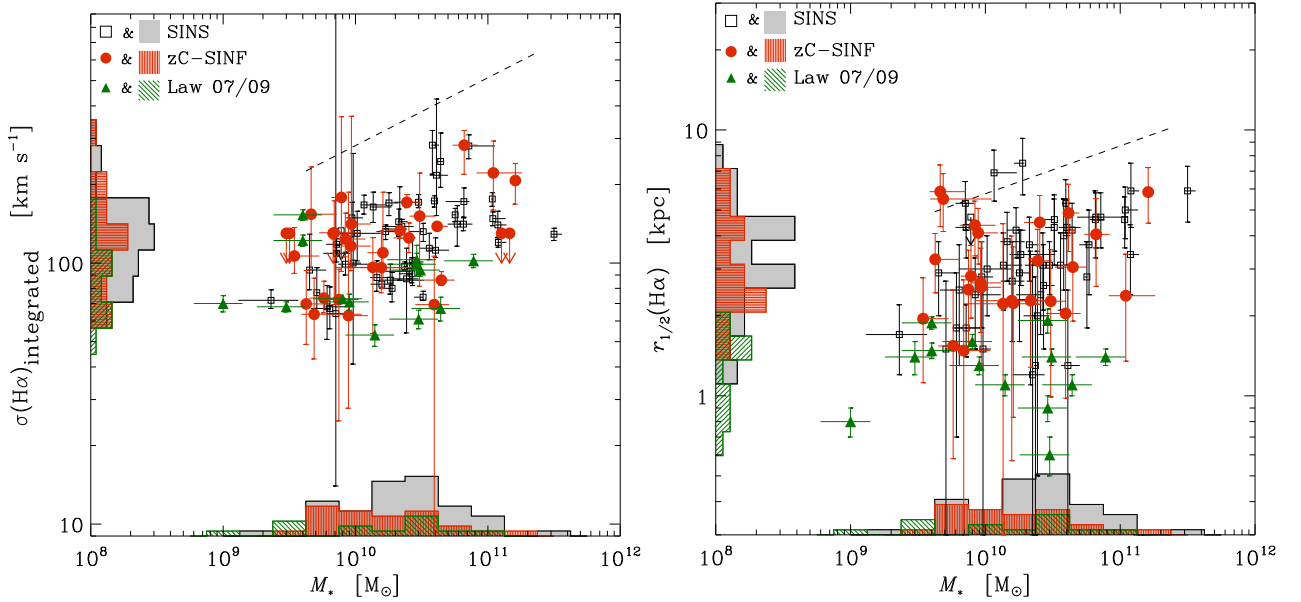 & SINS
& zC-SINF
& Law 07/09
σ(Hα)integrated [km s⁻¹]
100
10
10⁸ 10⁹ 10¹⁰ 10¹¹ 10¹²
M* [M⊙]
& SINS
& zC-SINF
& Law 07/09
r1/2(Hα) [kpc]
10
1
10⁸ 10⁹ 10¹⁰ 10¹¹ 10¹²
M* [M⊙]